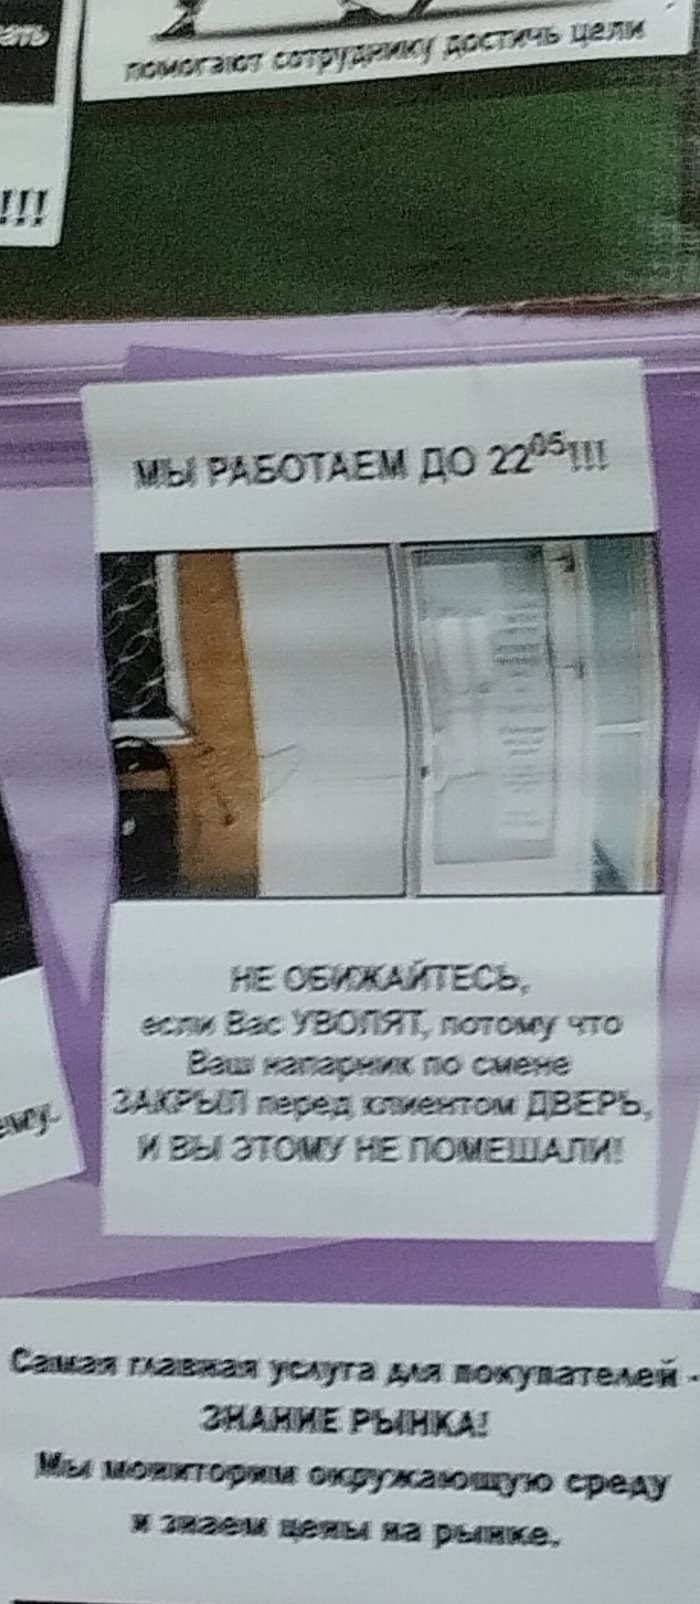 помогают сотруднику достичь цели
!!!
МЫ РАБОТАЕМ ДО 22⁰⁵!!!
НЕ ОБИЖАЙТЕСЬ,
если Вас УВОЛЯТ, потому что
Ваш напарник по смене
ЗАКРЫЛ перед клиентом ДВЕРЬ,
И ВЫ ЭТОМУ НЕ ПОМЕШАЛИ!
Самая главная услуга для покупателей -
ЗНАНИЕ РЫНКА!
Мы мониторим окружающую среду
и знаем цены на рынке.